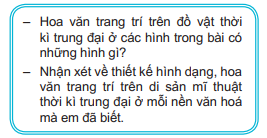 – Hoa văn trang trí trên đồ vật thời
kì trung đại ở các hình trong bài có
những hình gì?
– Nhận xét về thiết kế hình dạng, hoa
văn trang trí trên di sản mĩ thuật
thời kì trung đại ở mỗi nền văn hoá
mà em đã biết.